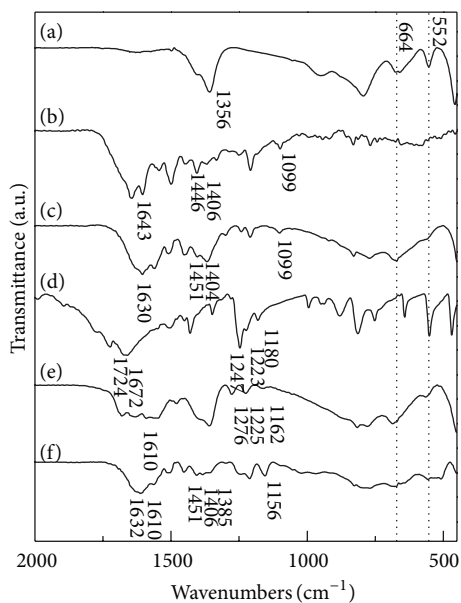 (a)
664
552
1356
(b)
1643
1446
1406
1099
(c)
1630
1451
1404
1099
(d)
1724
1672
1247
1223
1180
(e)
1610
1276
1225
1162
(f)
1632
1610
1451
1406
1385
1156
Transmittance (a.u.)
2000 1500 1000 500
Wavenumbers (cm⁻¹)